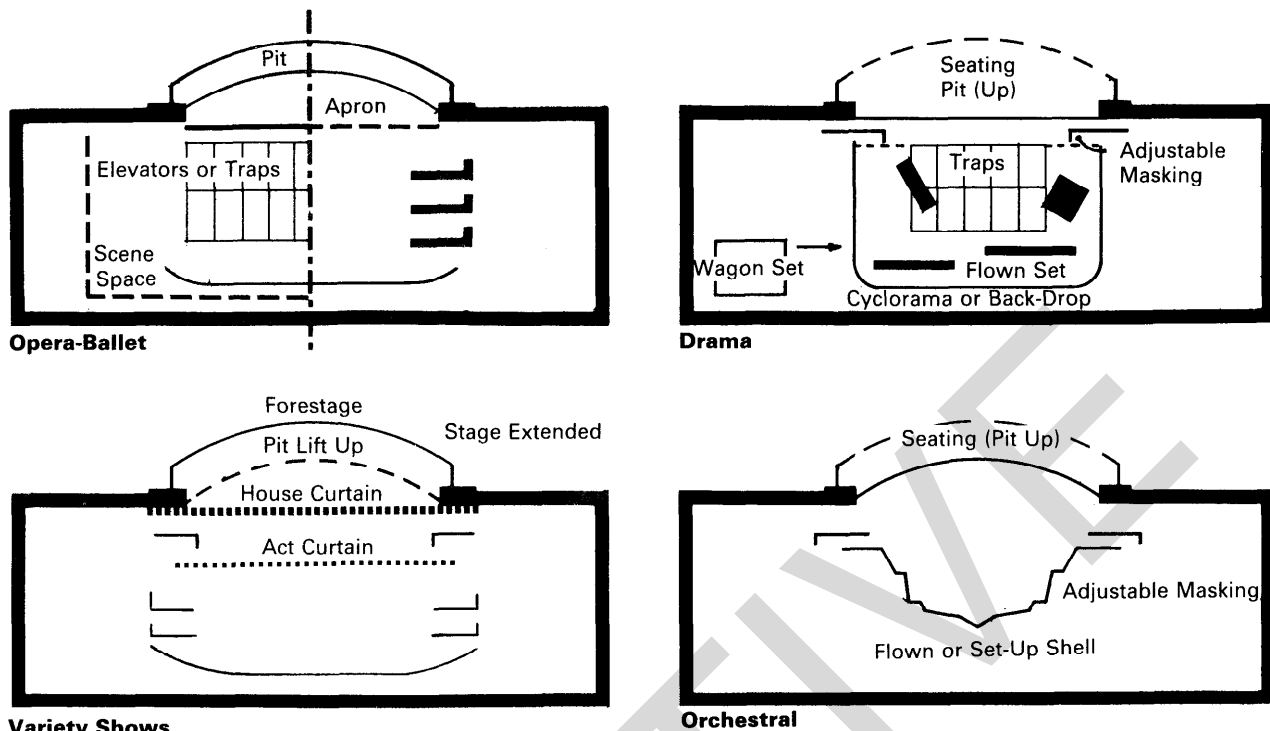 Pit
Apron
Elevators or Traps
Scene
Space
Opera-Ballet
Seating
Pit (Up)
Traps
Adjustable
Masking
Wagon Set
Flown Set
Cyclorama or Back-Drop
Drama
Forestage
Stage Extended
Pit Lift Up
House Curtain
Act Curtain
Variety Shows
Seating (Pit Up)
Adjustable Masking
Flown or Set-Up Shell
Orchestral
TIVE